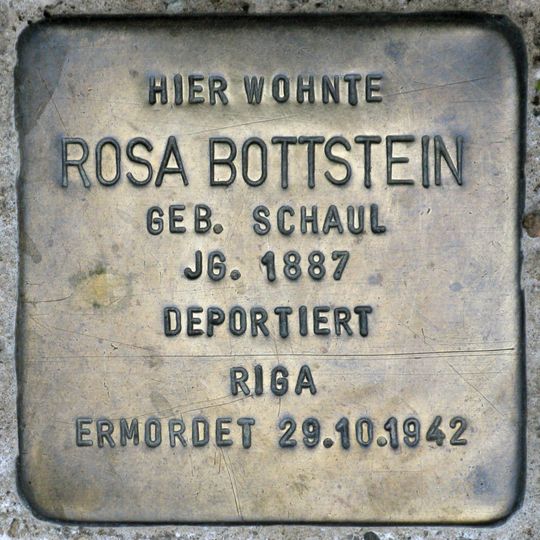 HIER WOHNTE
ROSA BOTTSTEIN
GEB. SCHAUL
JG. 1887
DEPORTIERT
RIGA
ERMORDET 29.10.1942